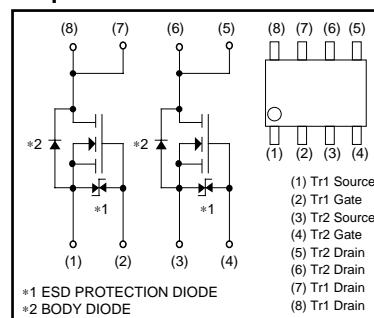 (8) (7) (6) (5) (8) (7) (6) (5)
∗2 ∗2
∗1 ∗1
(1) (2) (3) (4) (1) (2) (3) (4)
(1) Tr1 Source
(2) Tr1 Gate
(3) Tr2 Source
(4) Tr2 Gate
(5) Tr2 Drain
(6) Tr2 Drain
(7) Tr1 Drain
(8) Tr1 Drain
∗1 ESD PROTECTION DIODE
∗2 BODY DIODE